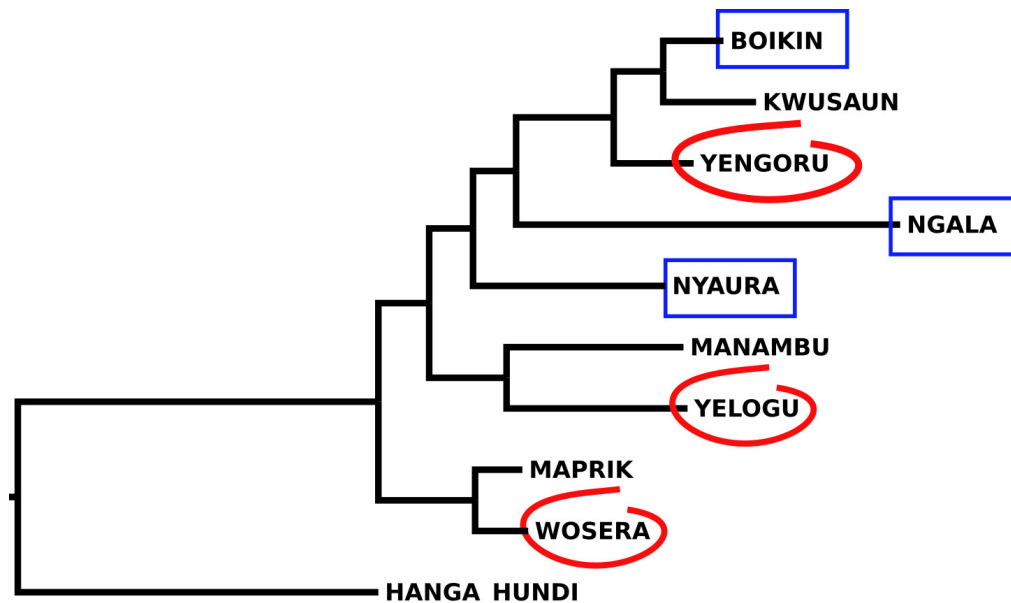 BOIKIN
KWUSAUN
YENGORU
NGALA
NYAURA
MANAMBU
YELOGU
MAPRIK
WOSERA
HANGA HUNDI